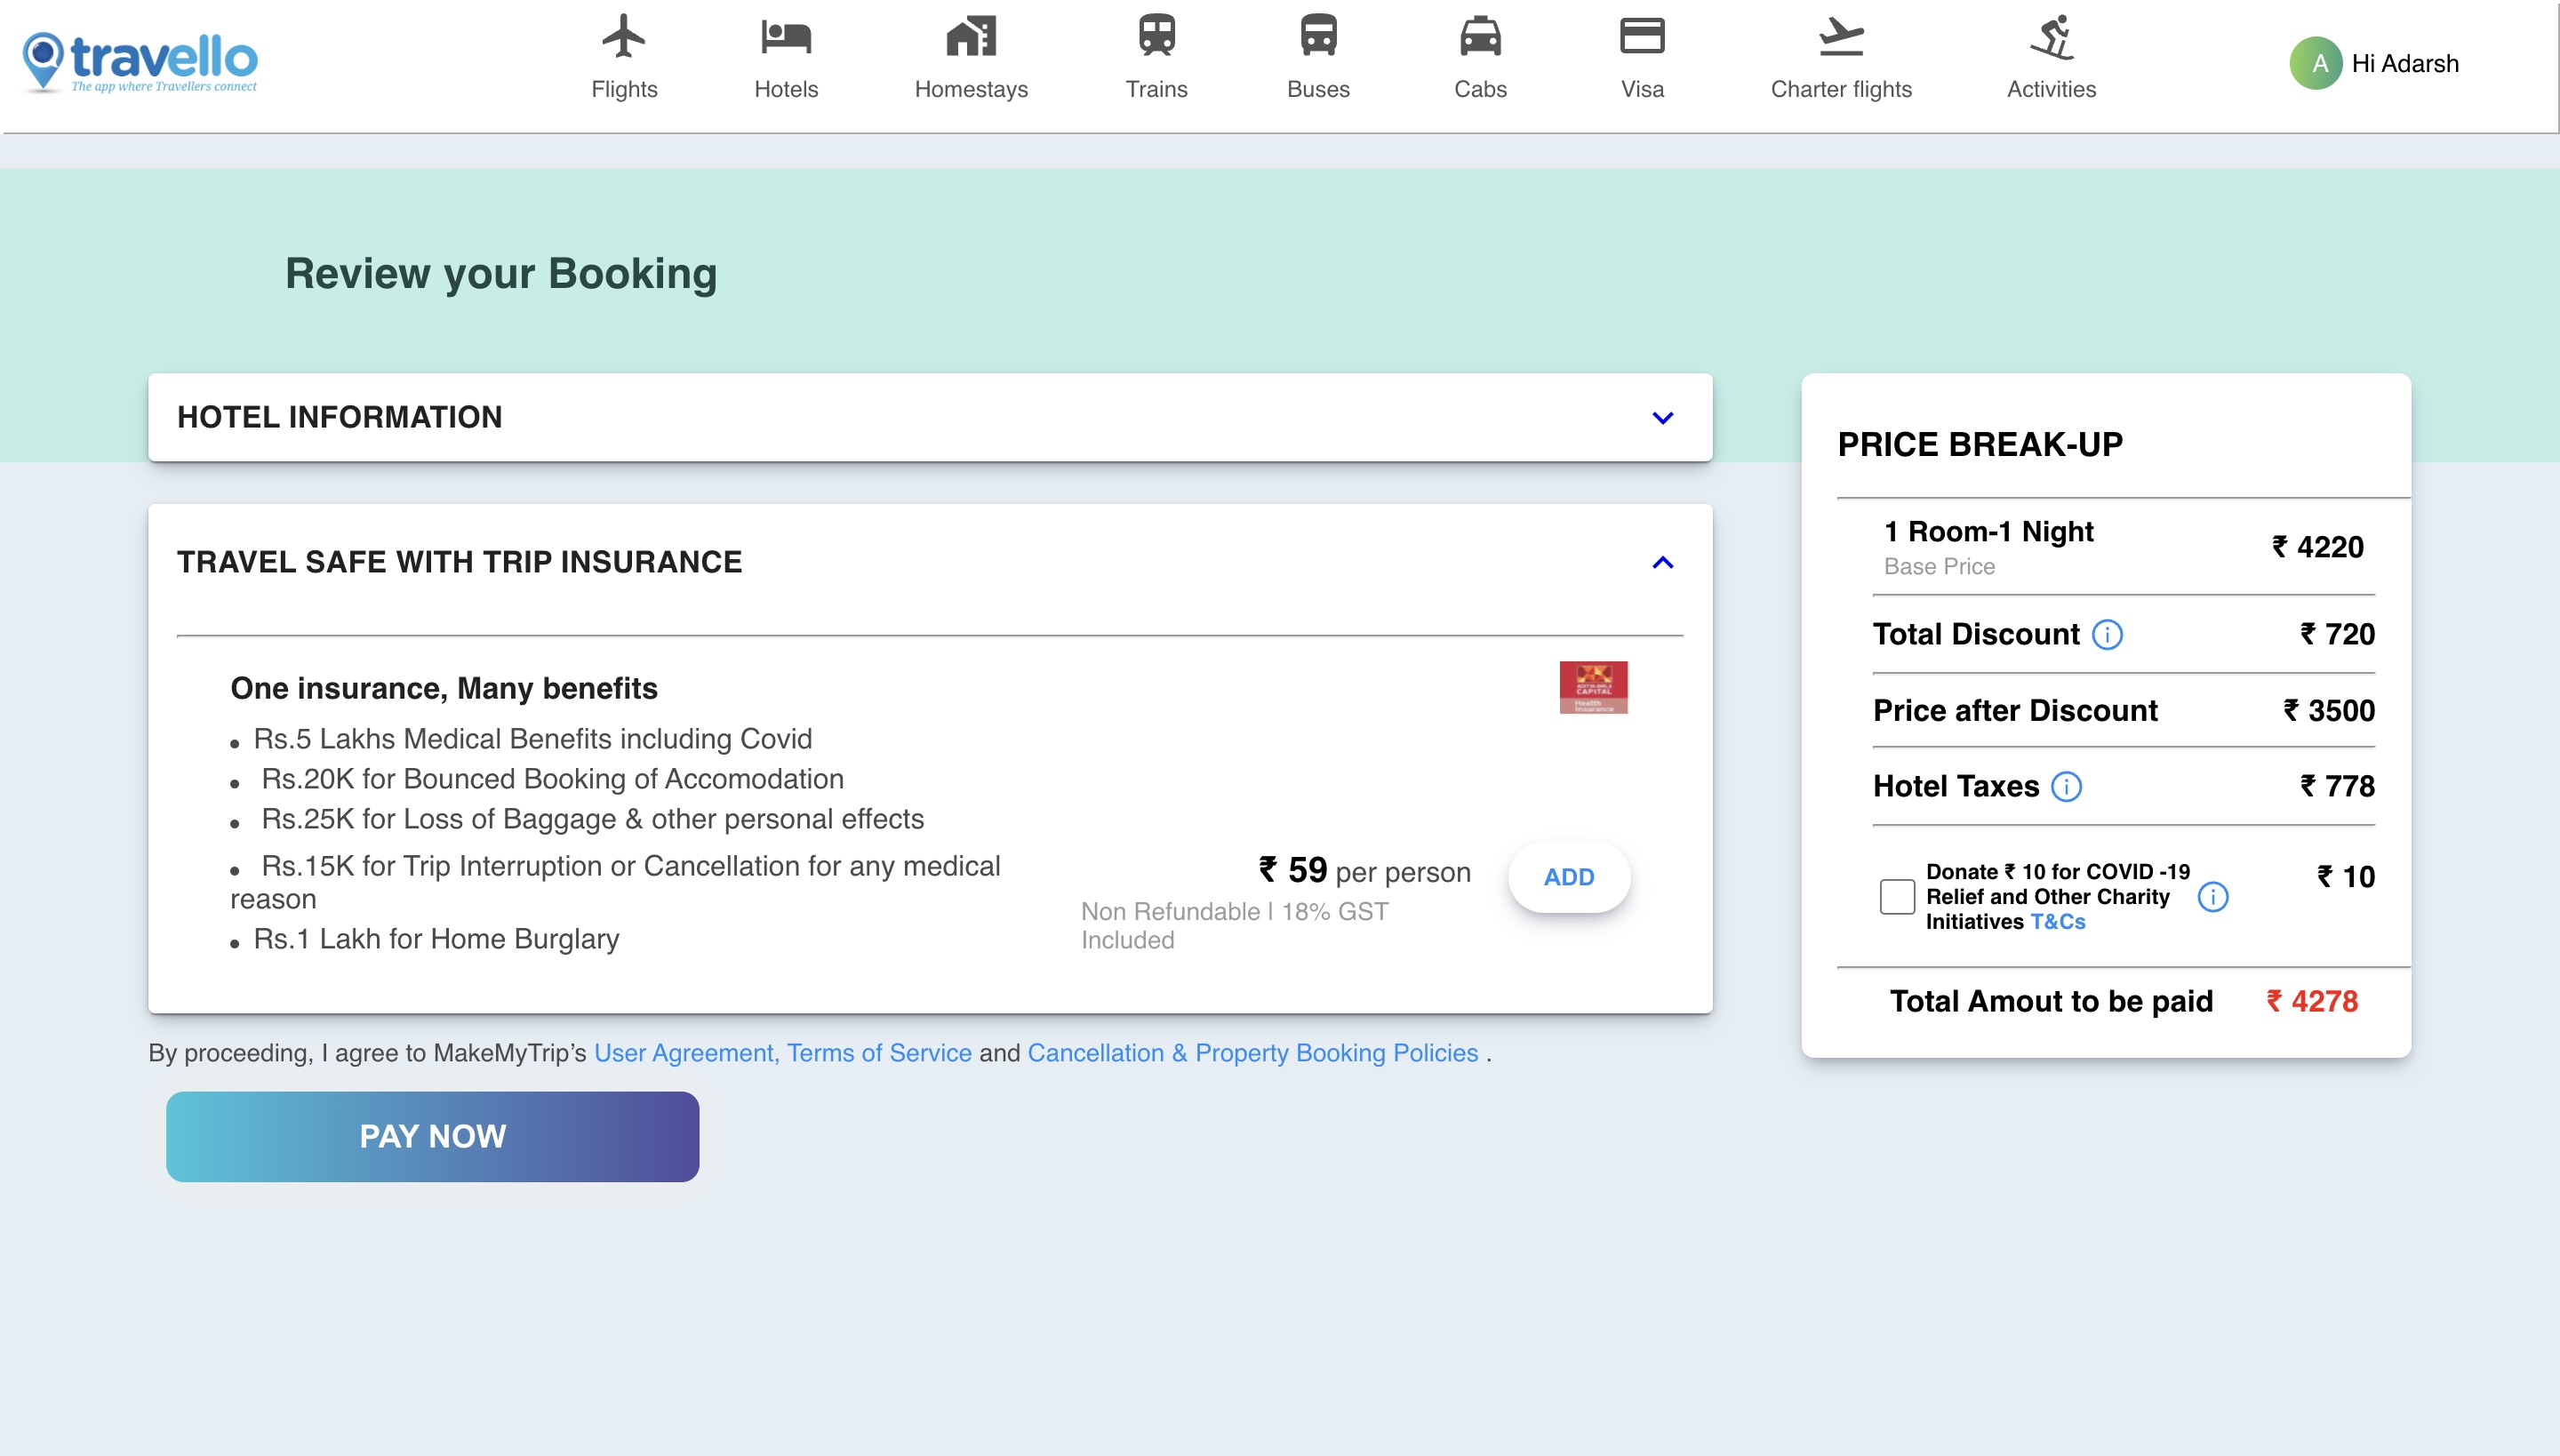 travello
The app where Travellers connect
Flights
Hotels
Homestays
Trains
Buses
Cabs
Visa
Charter flights
Activities
A
Hi Adarsh
Review your Booking
HOTEL INFORMATION
TRAVEL SAFE WITH TRIP INSURANCE
One insurance, Many benefits
ADITYA BIRLA
CAPITAL
Health
Insurance
• Rs.5 Lakhs Medical Benefits including Covid
• Rs.20K for Bounced Booking of Accomodation
• Rs.25K for Loss of Baggage & other personal effects
• Rs.15K for Trip Interruption or Cancellation for any medical
reason
• Rs.1 Lakh for Home Burglary
₹ 59 per person
Non Refundable | 18% GST
Included
ADD
By proceeding, I agree to MakeMyTrip’s User Agreement, Terms of Service and Cancellation & Property Booking Policies .
PAY NOW
PRICE BREAK-UP
1 Room-1 Night
Base Price
₹ 4220
Total Discount ₹ 720
Price after Discount ₹ 3500
Hotel Taxes ₹ 778
Donate ₹ 10 for COVID -19
Relief and Other Charity
Initiatives T&Cs
₹ 10
Total Amout to be paid ₹ 4278